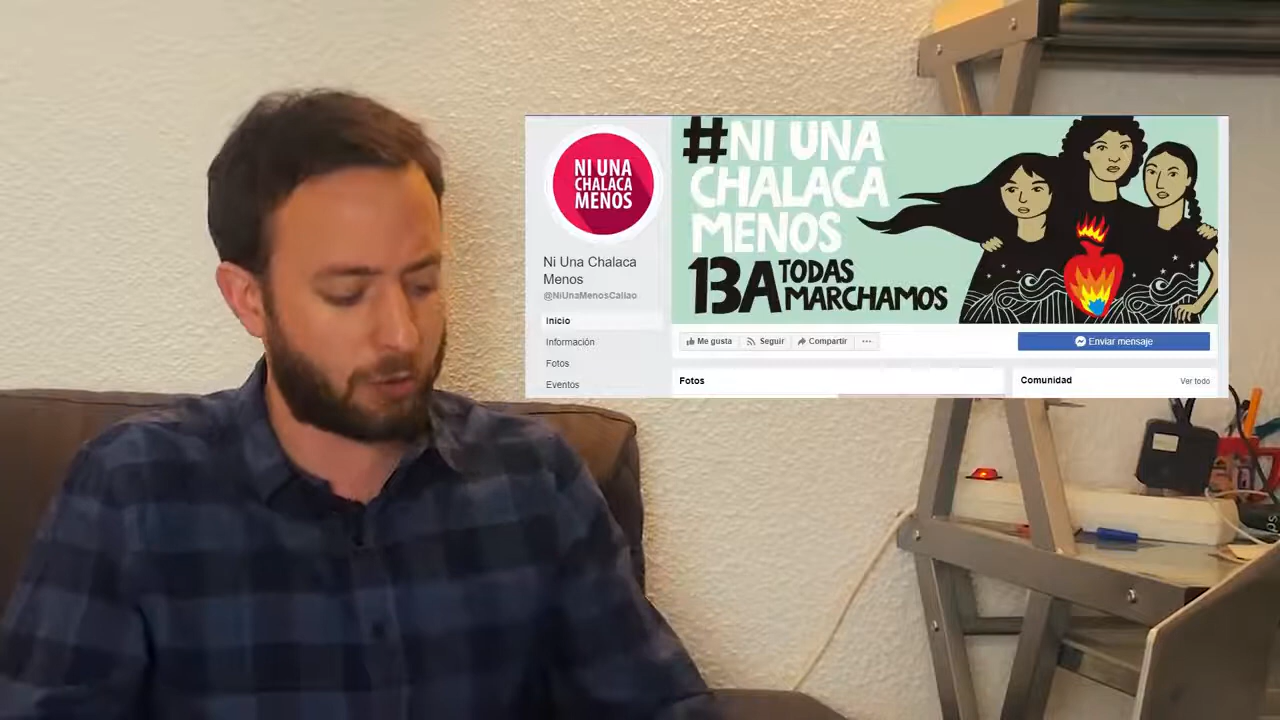 NI UNA
CHALACA
MENOS
#NI UNA
CHALACA
MENOS
13A TODAS
MARCHAMOS
Ni Una Chalaca
Menos
@NiUnaMenosCallao
Inicio
Información
Fotos
Eventos
Me gusta
Seguir
Compartir
Enviar mensaje
Fotos
Comunidad
Ver todo